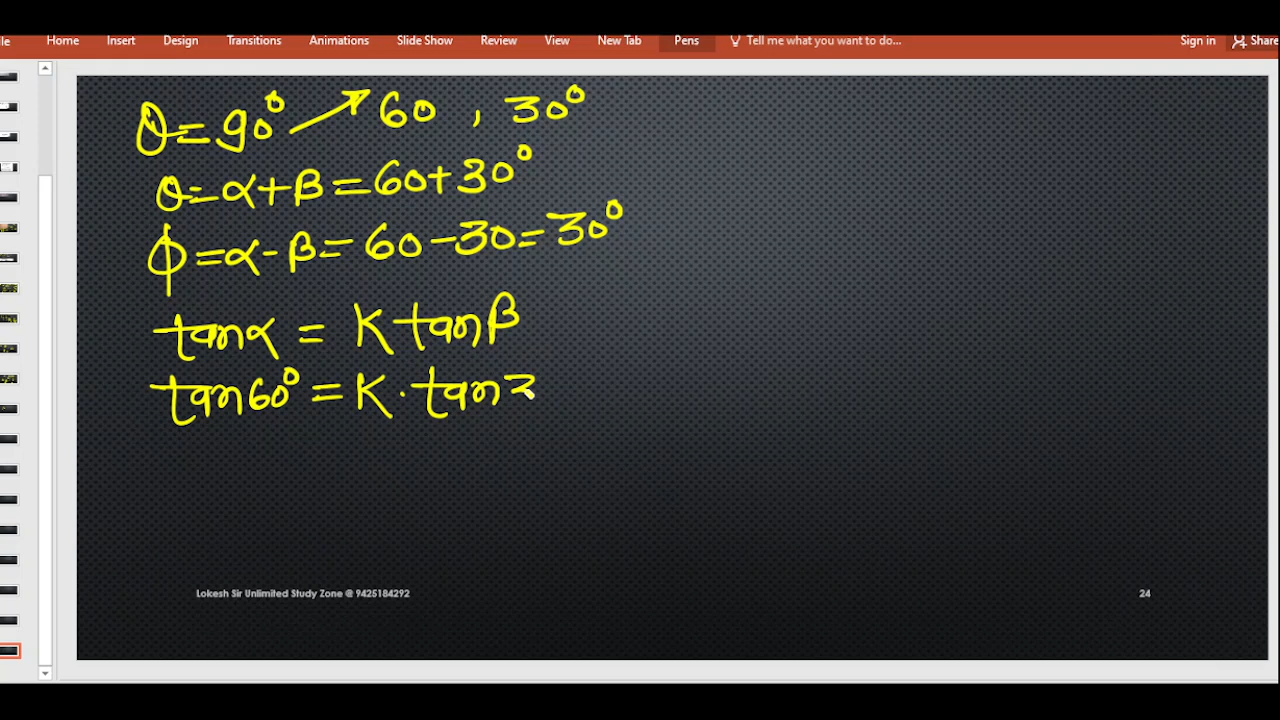 le Home Insert Design Transitions Animations Slide Show Review View New Tab Pens Tell me what you want to do... Sign in Share
θ = 90° → 60 , 30°
θ = α + β = 60 + 30°
ϕ = α - β = 60 - 30 = 30°
tanα = K tanβ
tan60° = K · tan3
Lokesh Sir Unlimited Study Zone @ 9425184292 24